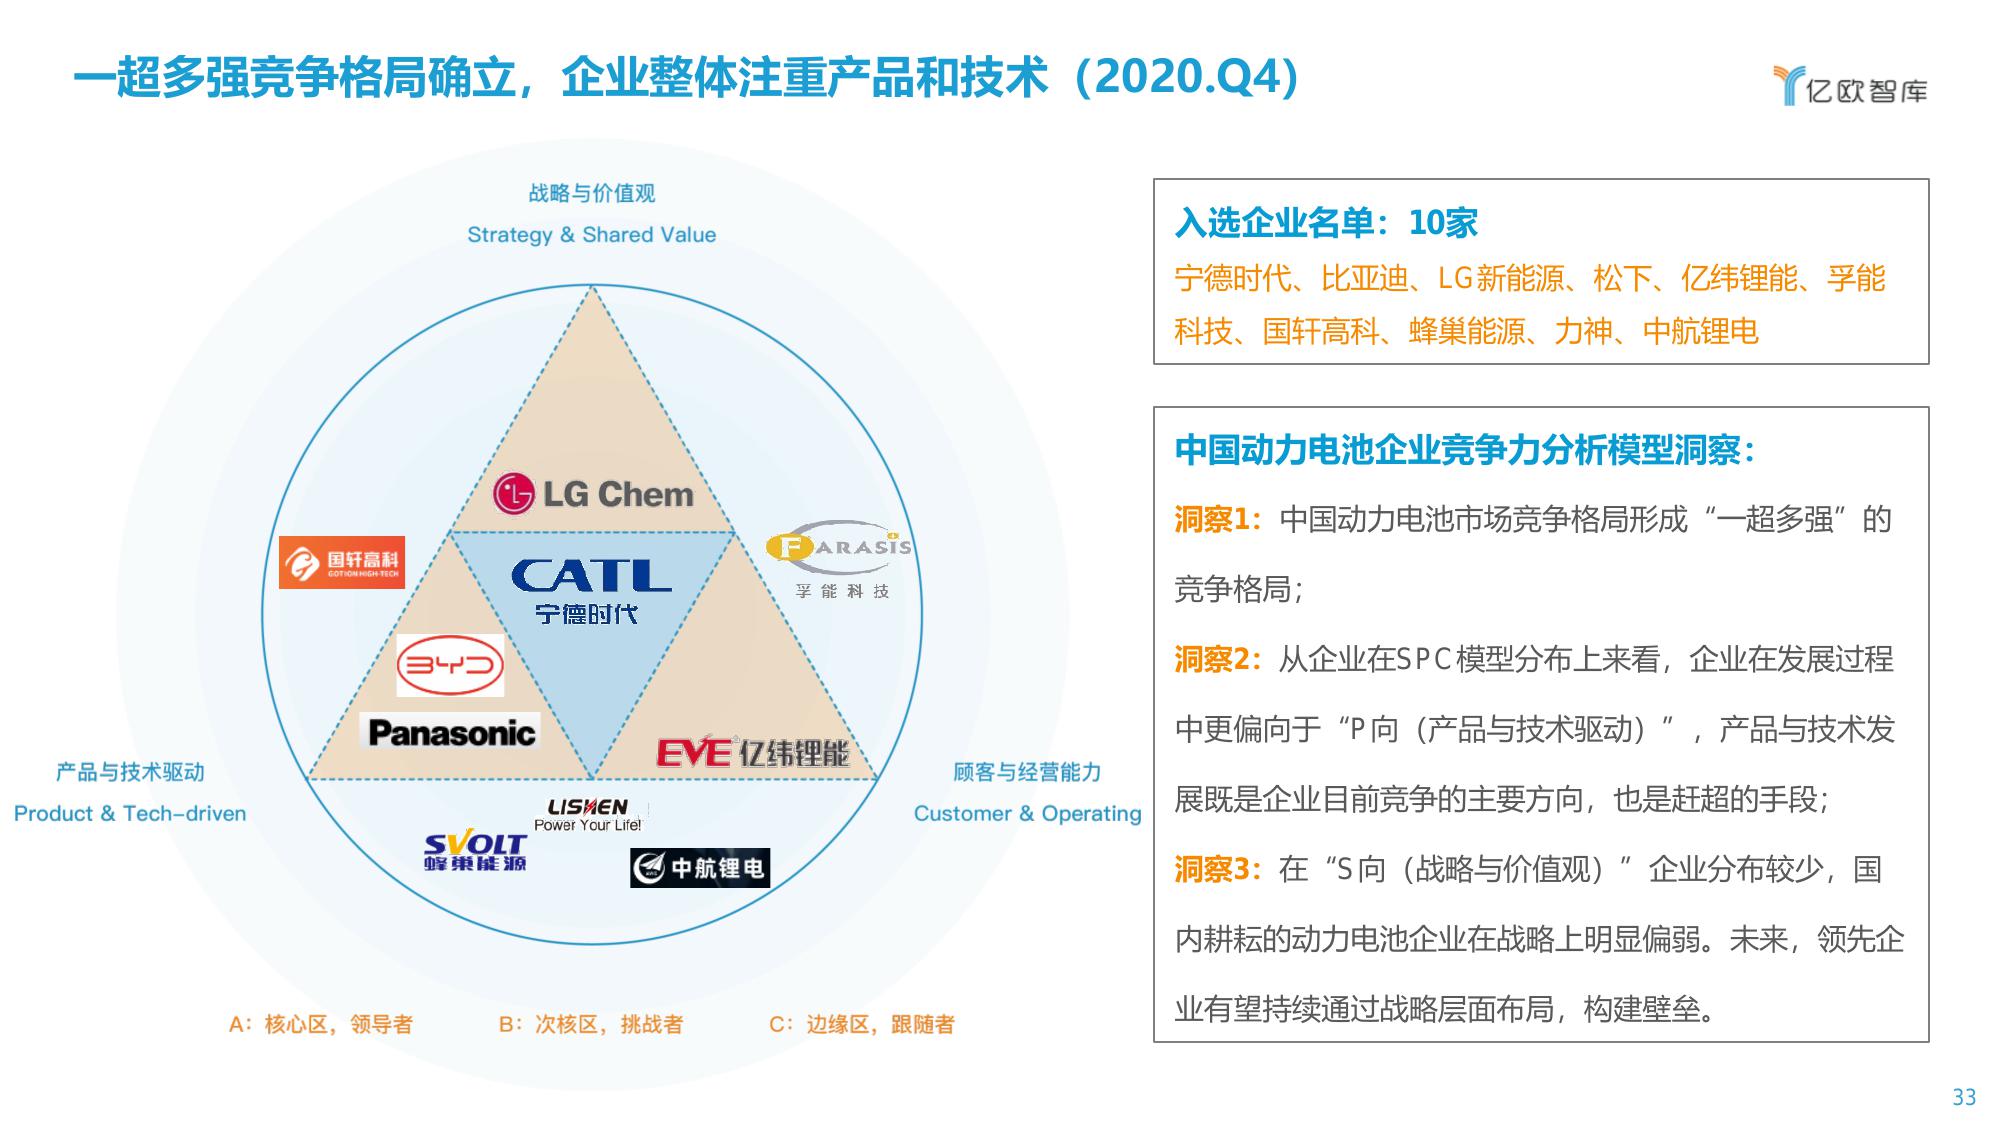 一超多强竞争格局确立，企业整体注重产品和技术（2020.Q4）
亿欧智库
战略与价值观
Strategy & Shared Value
LG Chem
国轩高科
GOTION HIGH-TECH
FARASIS
孚能科技
CATL
宁德时代
BYD
Panasonic
EVE亿纬锂能
产品与技术驱动
Product & Tech-driven
顾客与经营能力
Customer & Operating
LISHEN
Power Your Life!
SVOLT
蜂巢能源
中航锂电
A：核心区，领导者
B：次核区，挑战者
C：边缘区，跟随者
入选企业名单：10家
宁德时代、比亚迪、LG新能源、松下、亿纬锂能、孚能
科技、国轩高科、蜂巢能源、力神、中航锂电
中国动力电池企业竞争力分析模型洞察：
洞察1：中国动力电池市场竞争格局形成“一超多强”的
竞争格局；
洞察2：从企业在SPC模型分布上来看，企业在发展过程
中更偏向于“P向（产品与技术驱动）”，产品与技术发
展既是企业目前竞争的主要方向，也是赶超的手段；
洞察3：在“S向（战略与价值观）”企业分布较少，国
内耕耘的动力电池企业在战略上明显偏弱。未来，领先企
业有望持续通过战略层面布局，构建壁垒。
33